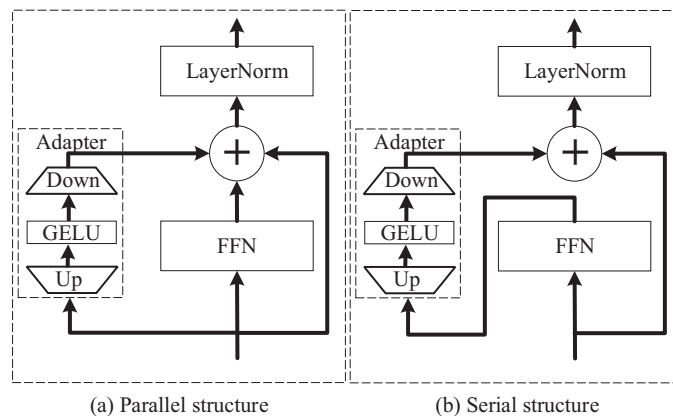 LayerNorm
Adapter
+
Down
GELU
FFN
Up
(a) Parallel structure
LayerNorm
Adapter
+
Down
GELU
FFN
Up
(b) Serial structure